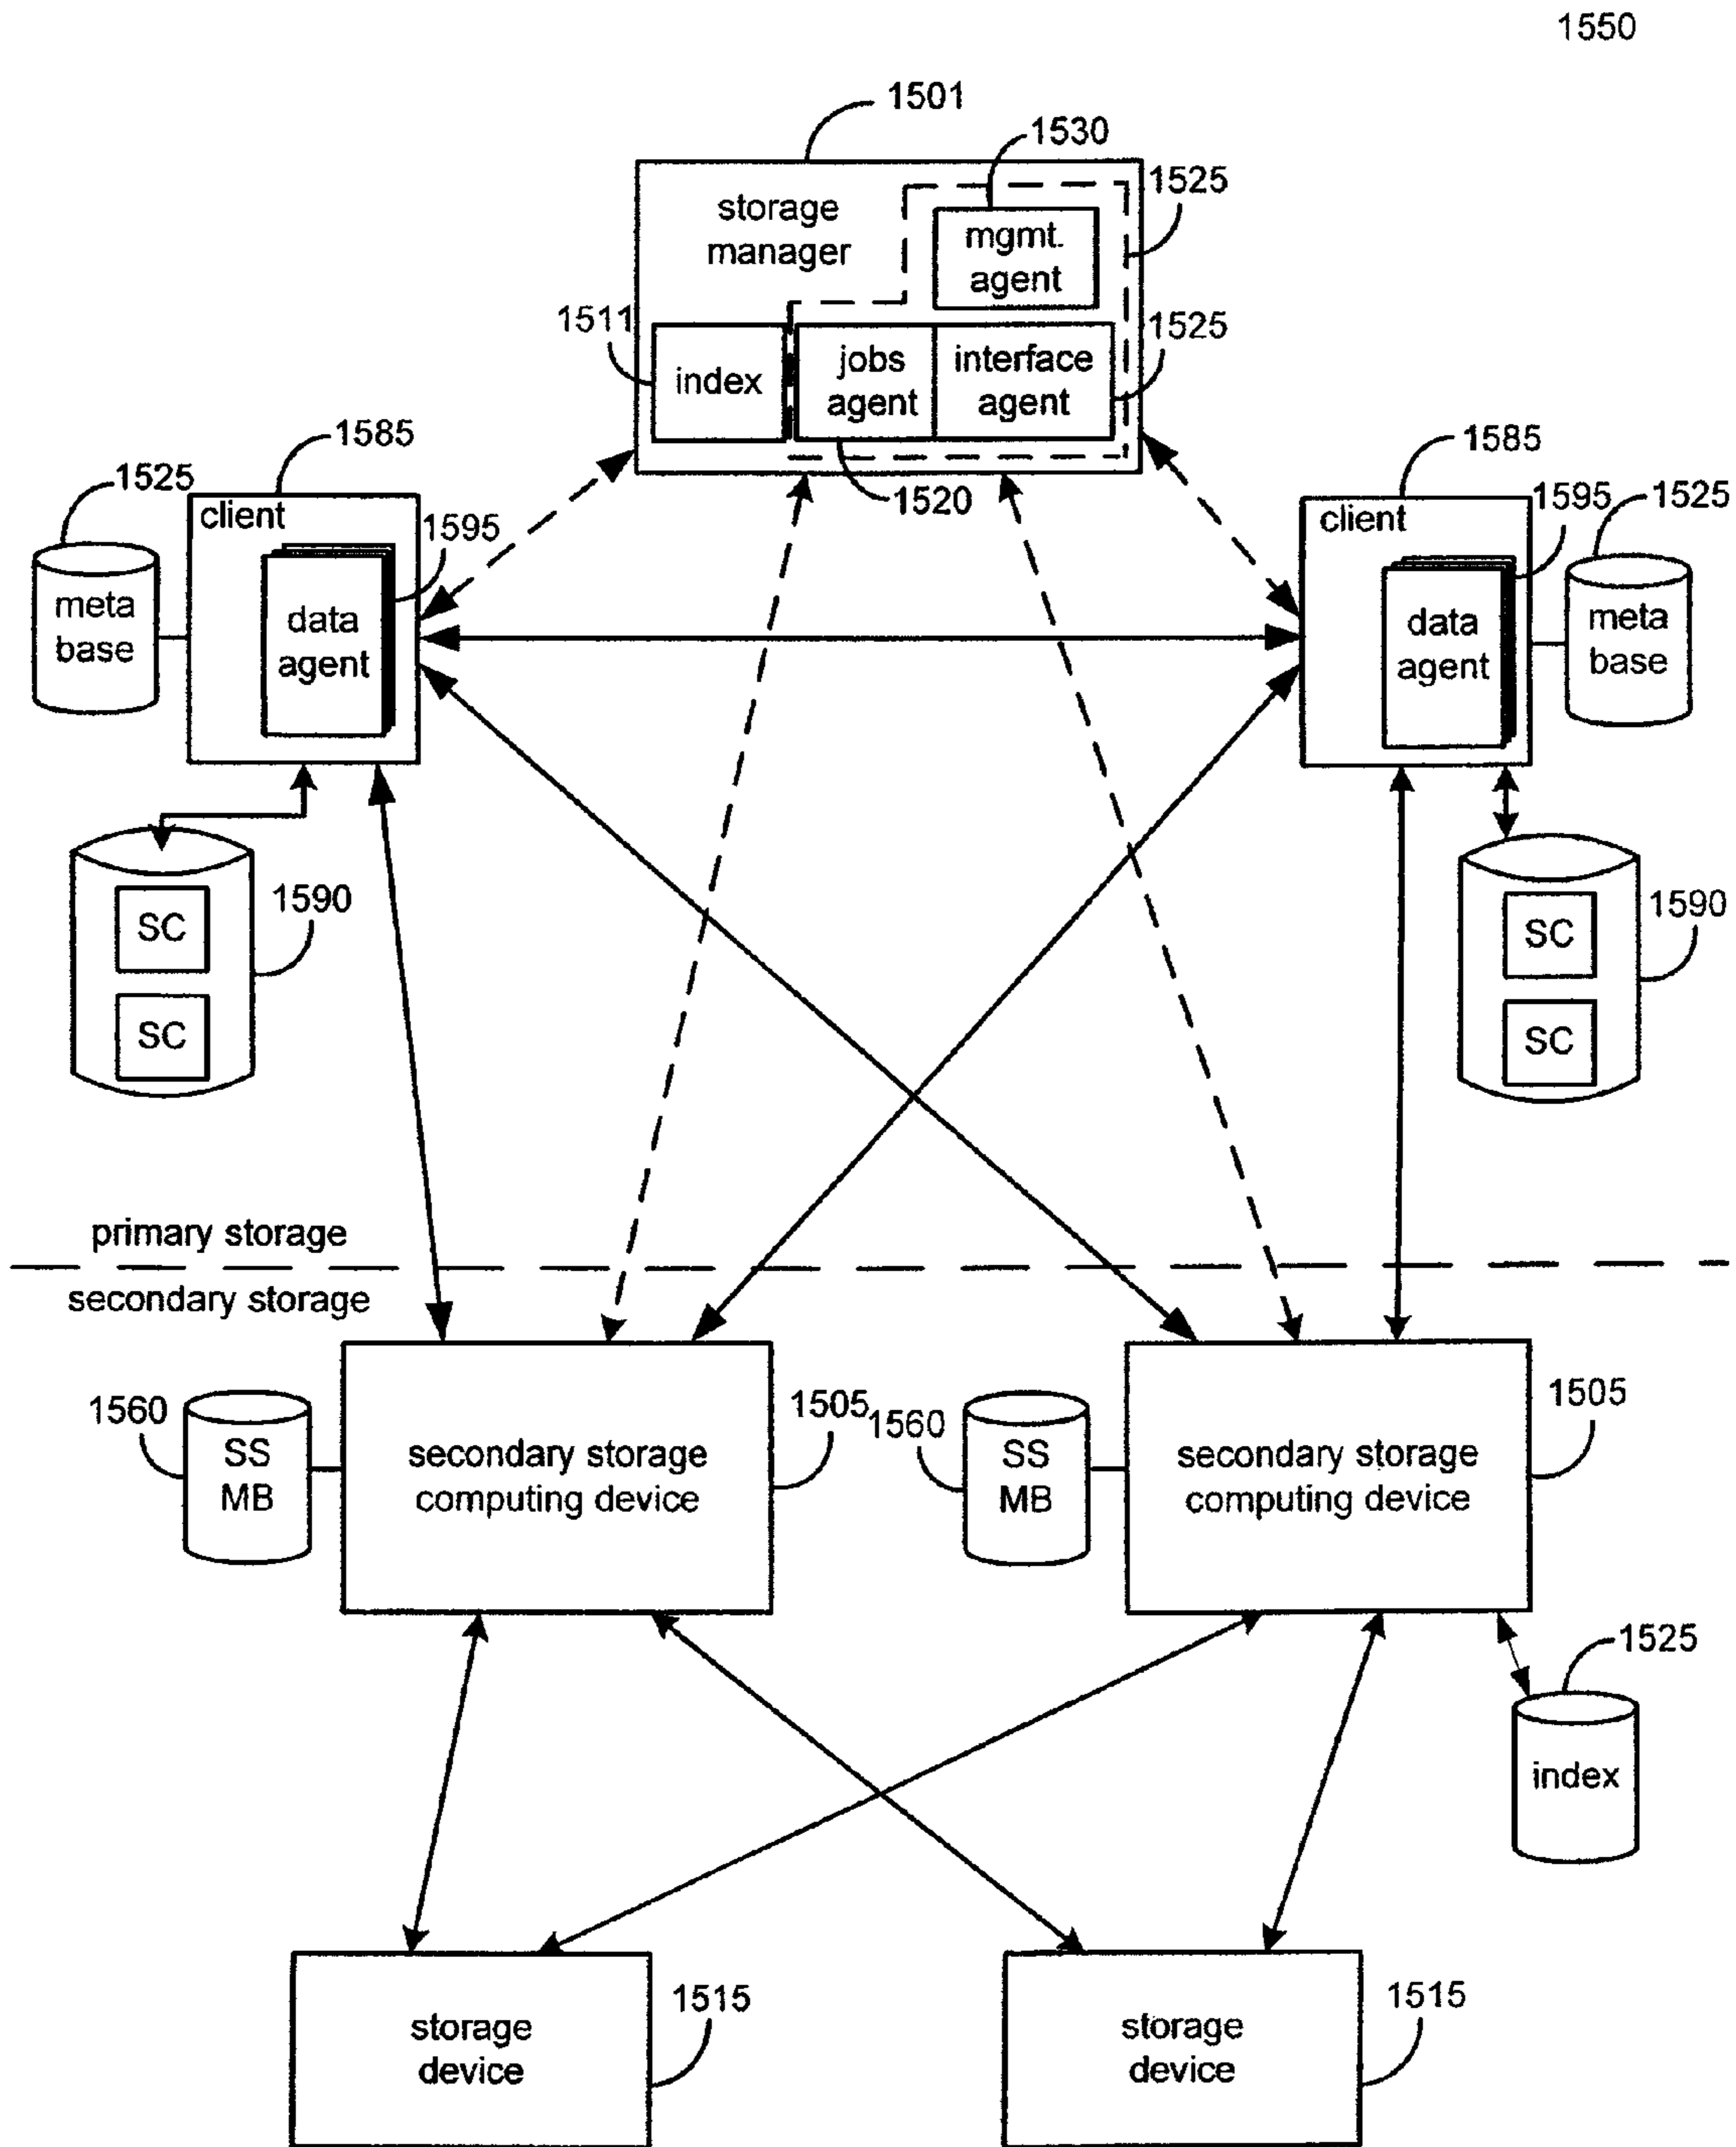 1550
1501
1530
1525
storage
manager
mgmt.
agent
1511
index
jobs
agent
interface
agent
1525
1520
1585
1525
client
1595
meta
base
data
agent
1585
client
1595
1525
data
agent
meta
base
SC
1590
SC
SC
1590
SC
primary storage
secondary storage
1560
SS
MB
secondary storage
computing device
1505
1560
SS
MB
secondary storage
computing device
1505
1525
index
storage
device
1515
storage
device
1515